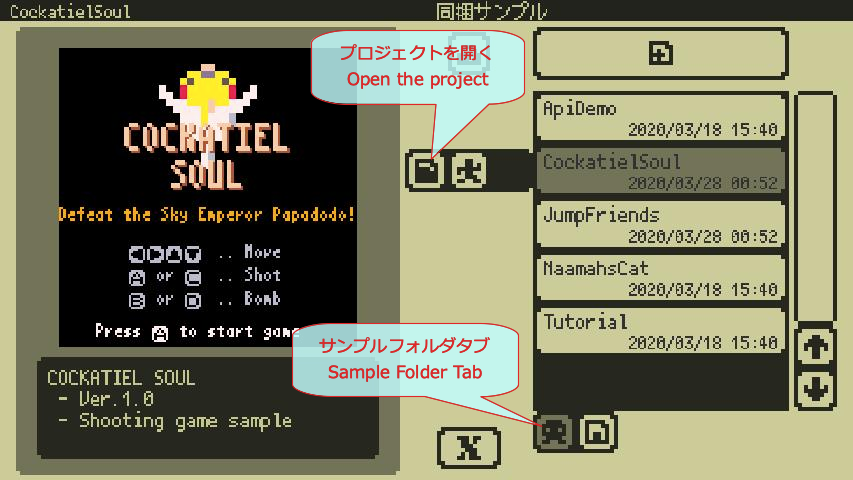 CockatielSoul
同捆サンプル
プロジェクトを開く
Open the project
COCKATIEL
SOUL
Defeat the Sky Emperor Papadodo!
.. Move
A or C .. Shot
B or D .. Bomb
Press A to start game
COCKATIEL SOUL
- Ver.1.0
- Shooting game sample
ApiDemo
2020/03/18 15:40
CockatielSoul
2020/03/28 00:52
JumpFriends
2020/03/28 00:52
NaamahsCat
2020/03/18 15:40
Tutorial
2020/03/18 15:40
サンプルフォルダタブ
Sample Folder Tab
X